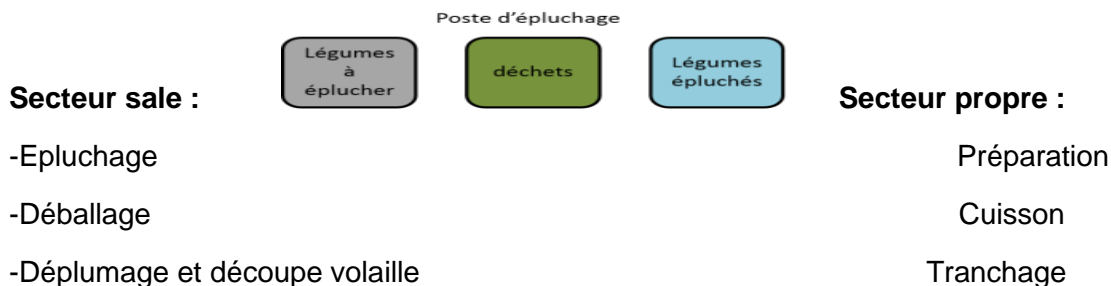 Poste d'épluchage
Légumes
à
éplucher
déchets
Légumes
épluchés
Secteur sale :
Secteur propre :
-Epluchage
Préparation
-Déballage
Cuisson
-Déplumage et découpe volaille
Tranchage